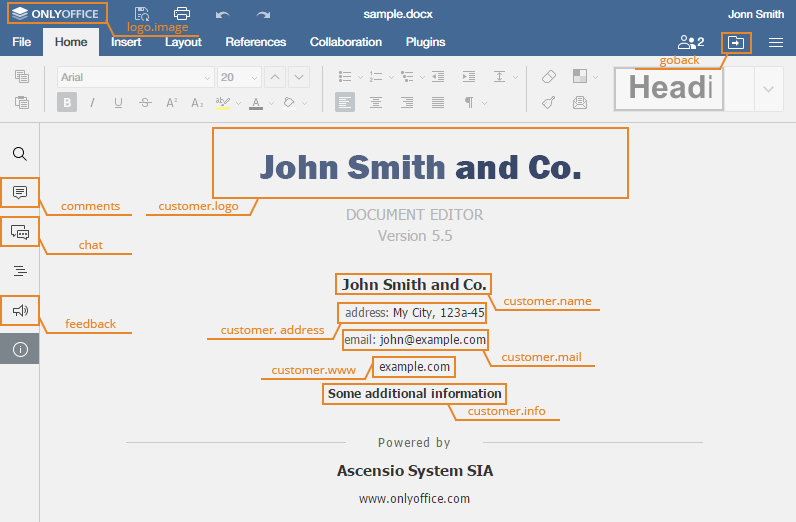 ONLYOFFICE
sample.docx
Jonn Smith
logo.image
File Home Insert Layout References Collaboration Plugins
2
goback
Arial
20
Headi
B I U S A² A₂ ab A
¶
John Smith and Co.
comments
customer.logo
DOCUMENT EDITOR
Version 5.5
chat
John Smith and Co.
customer.name
address: My City, 123a-45
feedback
customer. address
email: john@example.com
customer.mail
customer.www
example.com
Some additional information
customer.info
Powered by
Ascensio System SIA
www.onlyoffice.com